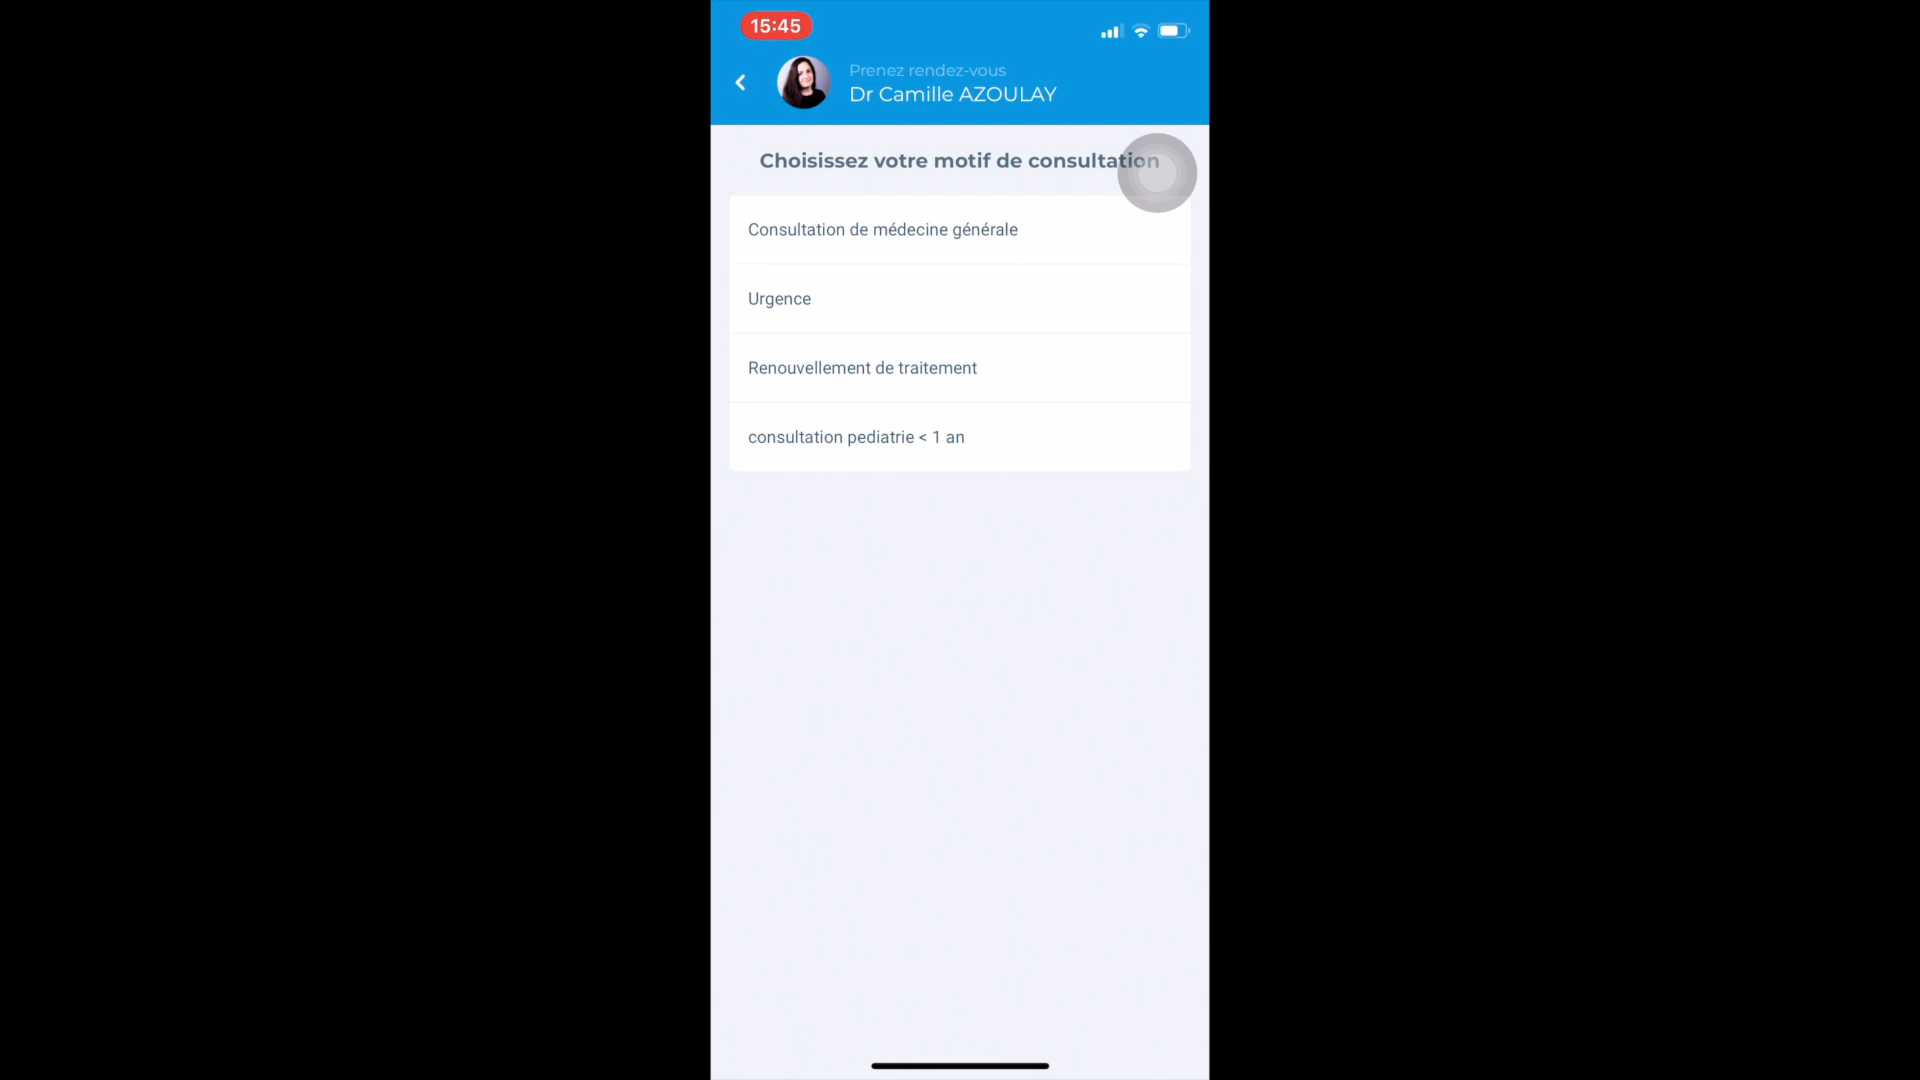 15:45
Prenez rendez-vous
Dr Camille AZOULAY
Choisissez votre motif de consultation
Consultation de médecine générale
Urgence
Renouvellement de traitement
consultation pediatrie < 1 an